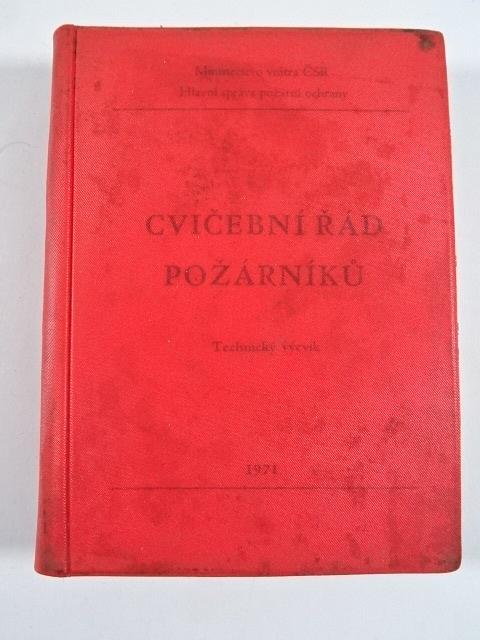 Ministerstvo vnitra ČSR
Hlavní správa požární ochrany
CVIČEBNÍ ŘÁD
POŽÁRNÍKŮ
Technický výcvik
1971